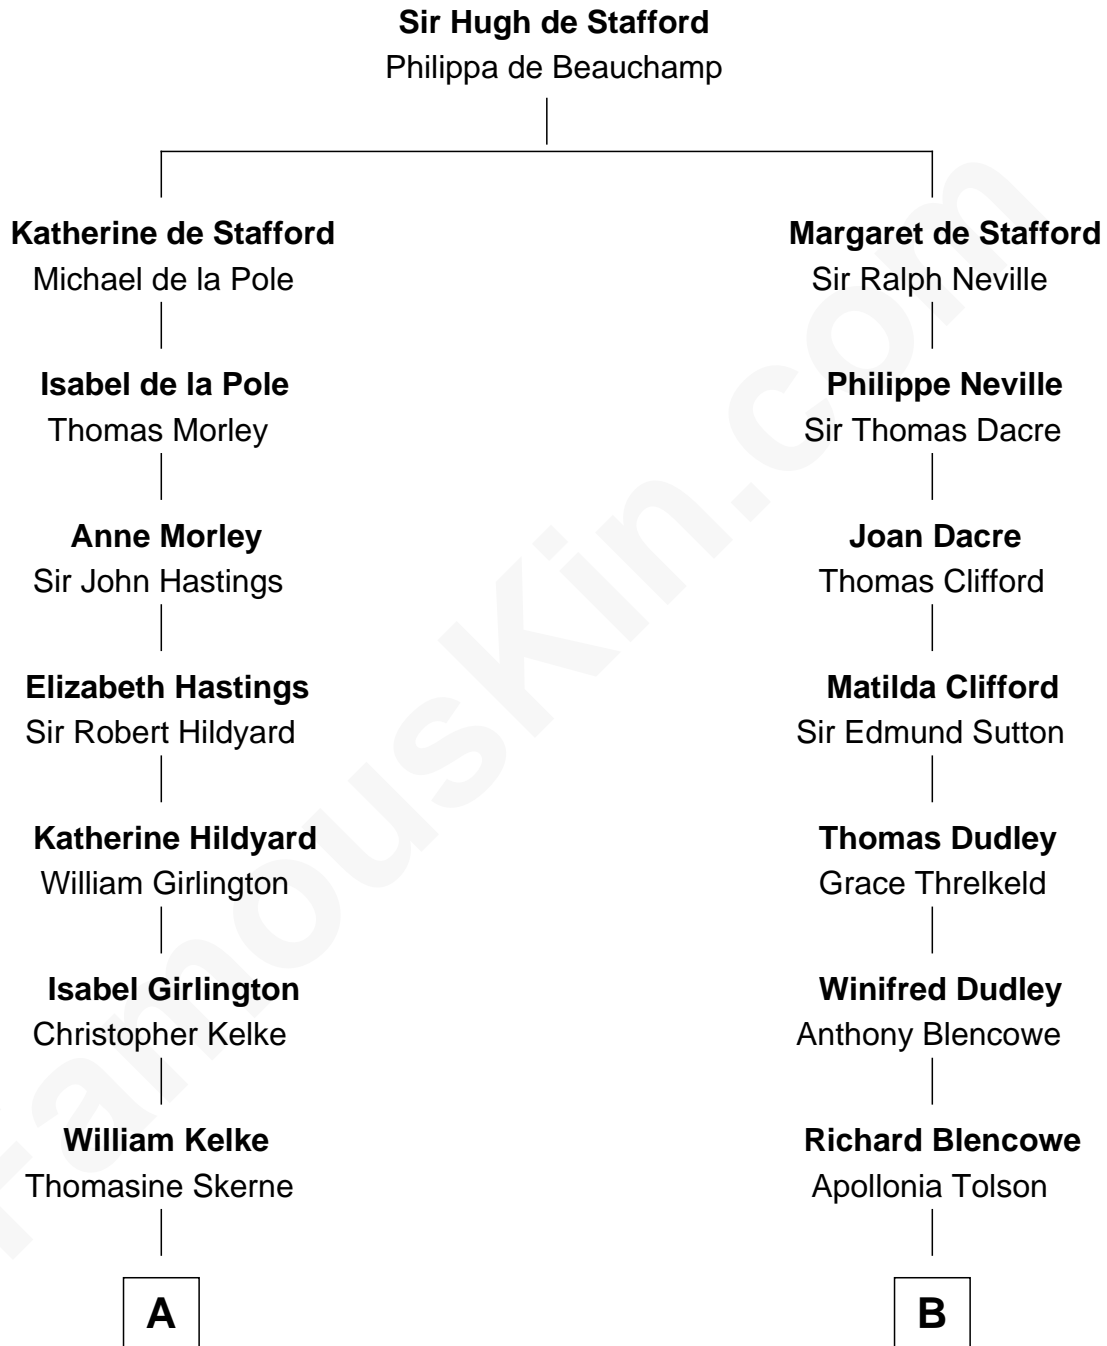 Sir Hugh de Stafford
Philippa de Beauchamp
Katherine de Stafford
Michael de la Pole
Margaret de Stafford
Sir Ralph Neville
Isabel de la Pole
Thomas Morley
Philippe Neville
Sir Thomas Dacre
Anne Morley
Sir John Hastings
Joan Dacre
Thomas Clifford
Elizabeth Hastings
Sir Robert Hildyard
Matilda Clifford
Sir Edmund Sutton
Katherine Hildyard
William Girlington
Thomas Dudley
Grace Threlkeld
Isabel Girlington
Christopher Kelke
Winifred Dudley
Anthony Blencowe
William Kelke
Thomasine Skerne
Richard Blencowe
Apollonia Tolson
A
B
FamousKin.com